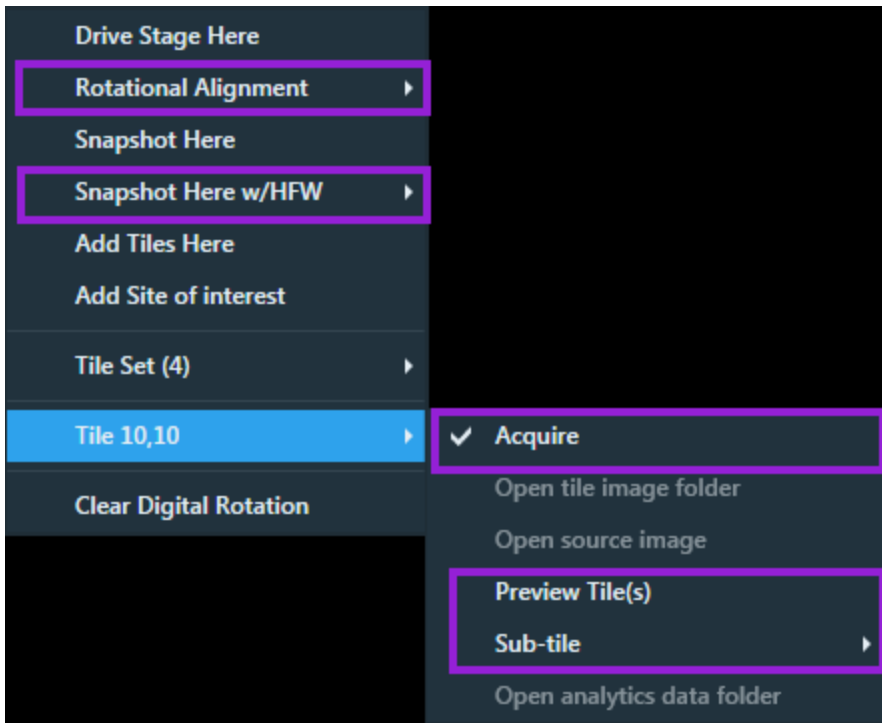 Drive Stage Here
Rotational Alignment
Snapshot Here
Snapshot Here w/HFW
Add Tiles Here
Add Site of interest
Tile Set (4)
Tile 10,10
Clear Digital Rotation
Acquire
Open tile image folder
Open source image
Preview Tile(s)
Sub-tile
Open analytics data folder